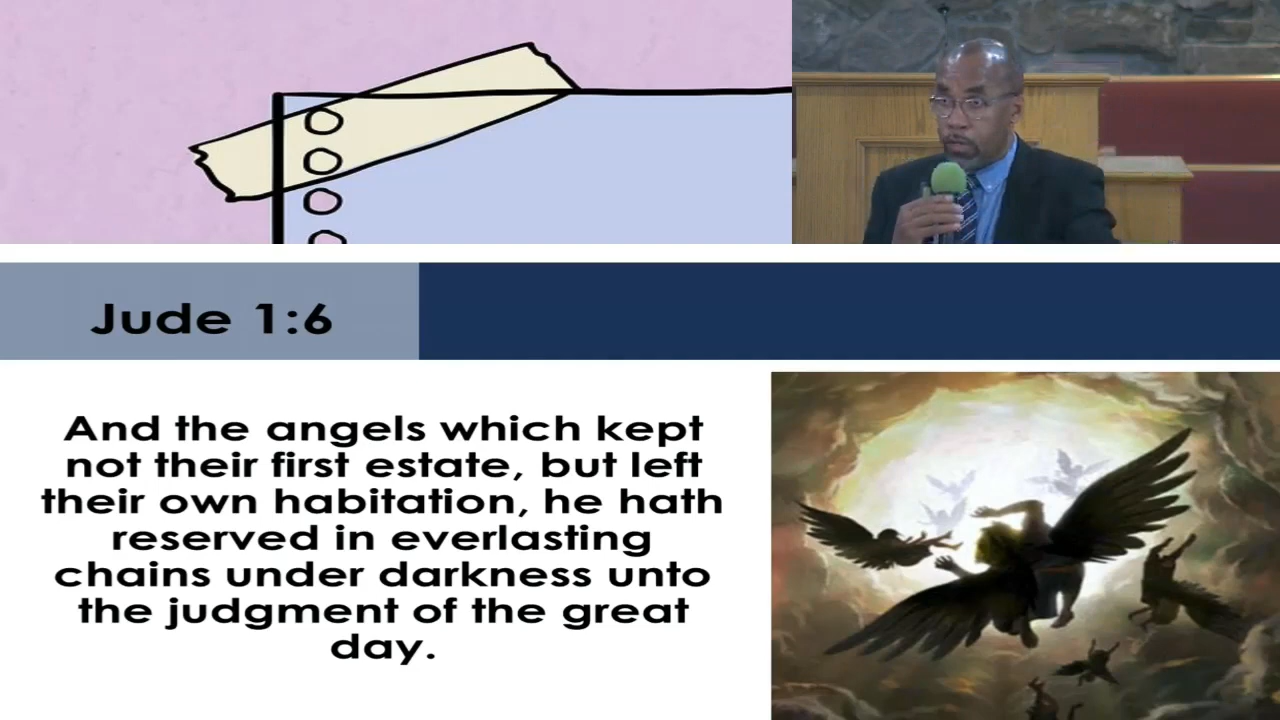 Jude 1:6
And the angels which kept
not their first estate, but left
their own habitation, he hath
reserved in everlasting
chains under darkness unto
the judgment of the great
day.